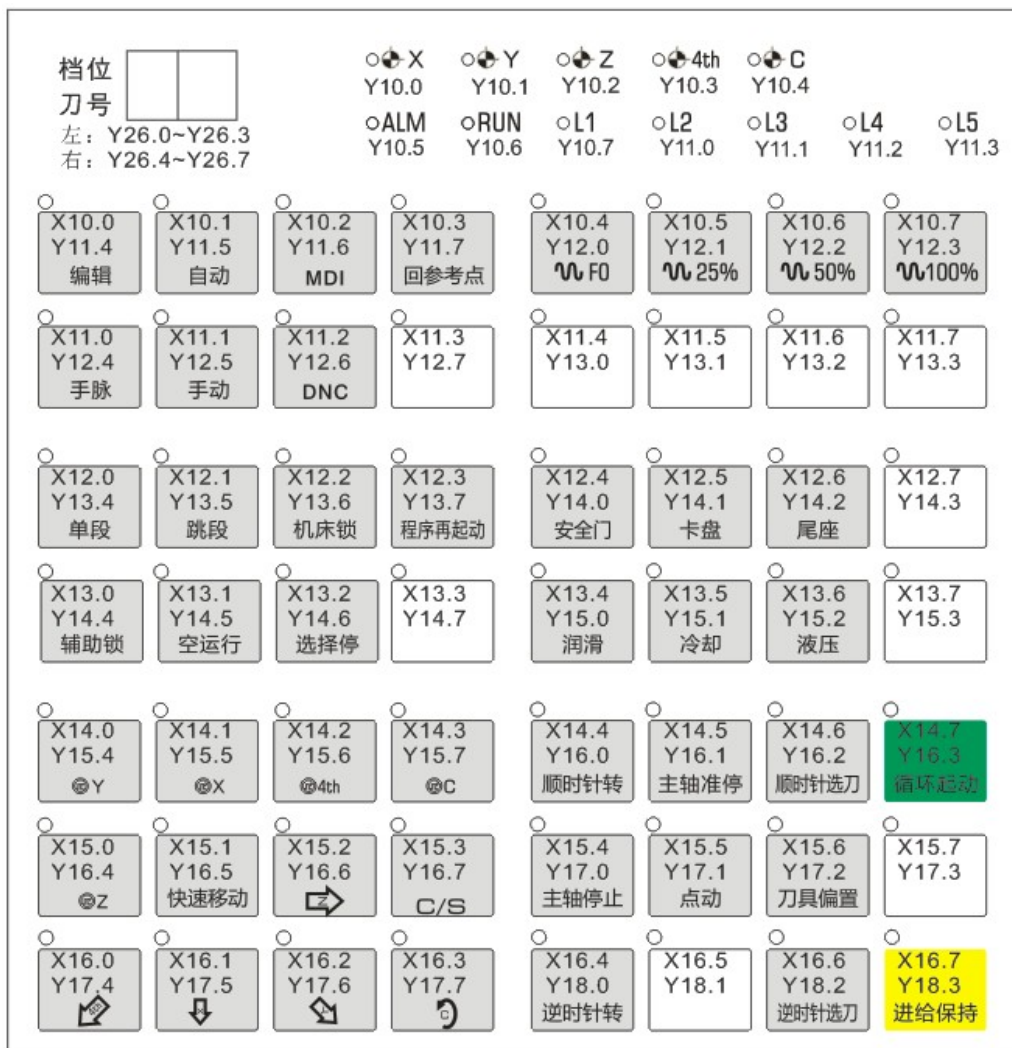 档位
刀号
左：Y26.0~Y26.3
右：Y26.4~Y26.7
X Y Z 4th C
Y10.0 Y10.1 Y10.2 Y10.3 Y10.4
ALM RUN L1 L2 L3 L4 L5
Y10.5 Y10.6 Y10.7 Y11.0 Y11.1 Y11.2 Y11.3
X10.0 X10.1 X10.2 X10.3 X10.4 X10.5 X10.6 X10.7
Y11.4 Y11.5 Y11.6 Y11.7 Y12.0 Y12.1 Y12.2 Y12.3
编辑 自动 MDI 回参考点 F0 25% 50% 100%
X11.0 X11.1 X11.2 X11.3 X11.4 X11.5 X11.6 X11.7
Y12.4 Y12.5 Y12.6 Y12.7 Y13.0 Y13.1 Y13.2 Y13.3
手脉 手动 DNC
X12.0 X12.1 X12.2 X12.3 X12.4 X12.5 X12.6 X12.7
Y13.4 Y13.5 Y13.6 Y13.7 Y14.0 Y14.1 Y14.2 Y14.3
单段 跳段 机床锁 程序再起动 安全门 卡盘 尾座
X13.0 X13.1 X13.2 X13.3 X13.4 X13.5 X13.6 X13.7
Y14.4 Y14.5 Y14.6 Y14.7 Y15.0 Y15.1 Y15.2 Y15.3
辅助锁 空运行 选择停 润滑 冷却 液压
X14.0 X14.1 X14.2 X14.3 X14.4 X14.5 X14.6 X14.7
Y15.4 Y15.5 Y15.6 Y15.7 Y16.0 Y16.1 Y16.2 Y16.3
Y X 4th C 顺时针转 主轴准停 顺时针选刀 循环起动
X15.0 X15.1 X15.2 X15.3 X15.4 X15.5 X15.6 X15.7
Y16.4 Y16.5 Y16.6 Y16.7 Y17.0 Y17.1 Y17.2 Y17.3
Z 快速移动 Z C/S 主轴停止 点动 刀具偏置
X16.0 X16.1 X16.2 X16.3 X16.4 X16.5 X16.6 X16.7
Y17.4 Y17.5 Y17.6 Y17.7 Y18.0 Y18.1 Y18.2 Y18.3
4th X Y C 逆时针转 逆时针选刀 进给保持